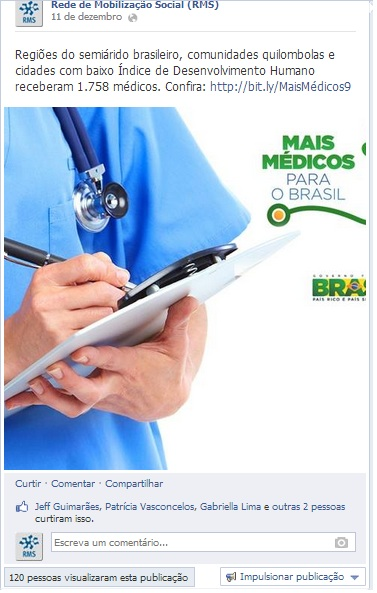 Rede de Mobilização Social (RMS)
RMS
11 de dezembro
Regiões do semiárido brasileiro, comunidades quilombolas e
cidades com baixo Índice de Desenvolvimento Humano
receberam 1.758 médicos. Confira: http://bit.ly/MaisMédicos9
MAIS
MÉDICOS
PARA
O BRASIL
GOVERNO
BRAS
PAÍS RICO É PAÍS S
Curtir · Comentar · Compartilhar
Jeff Guimarães, Patrícia Vasconcelos, Gabriella Lima e outras 2 pessoas
curtiram isso.
RMS
Escreva um comentário...
120 pessoas visualizaram esta publicação
Impulsionar publicação